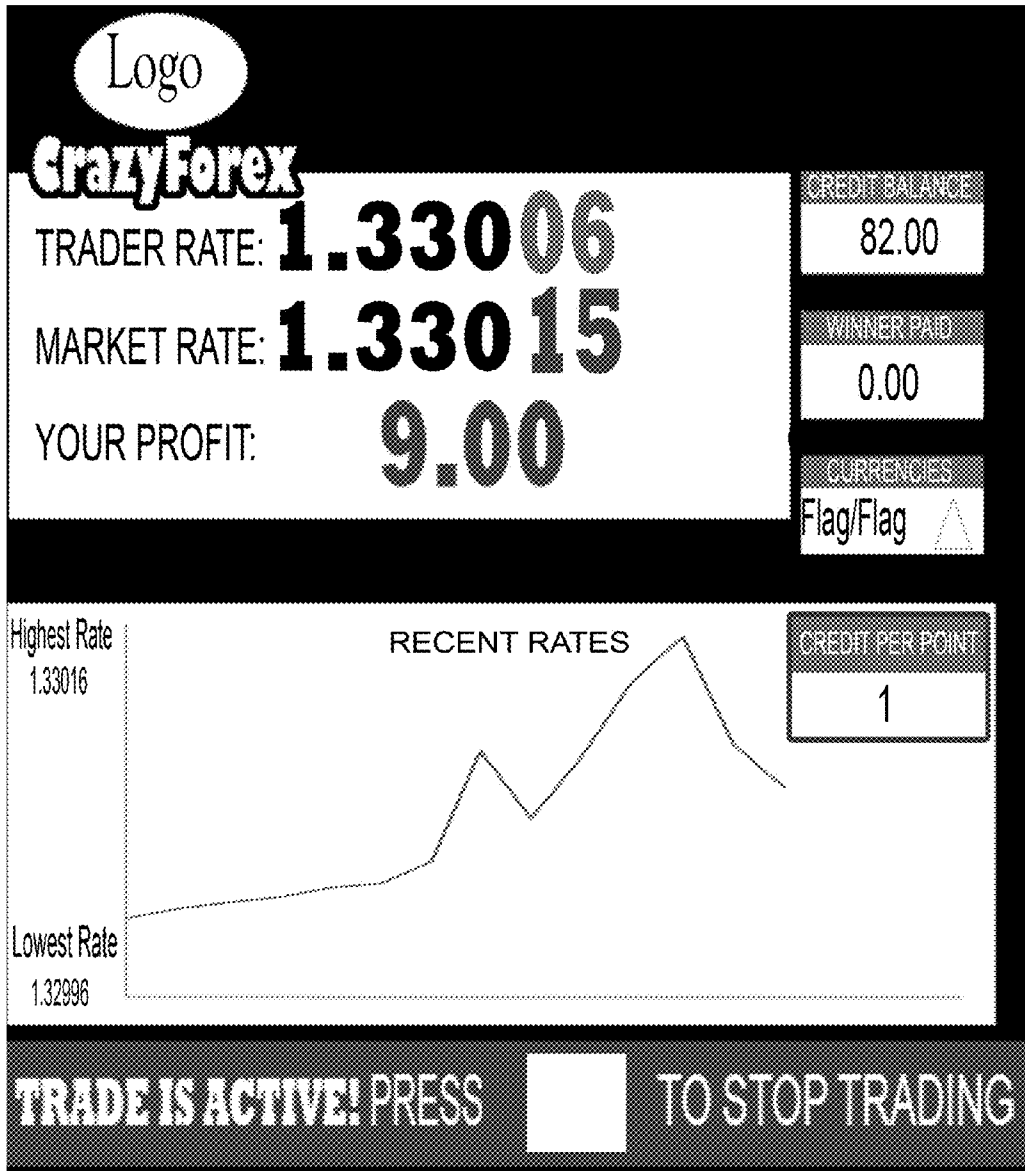 Logo
CrazyForex
TRADER RATE: 1.33006
MARKET RATE: 1.33015
YOUR PROFIT: 9.00
CREDIT BALANCE
82.00
WINNER PAID
0.00
CURRENCIES
Flag/Flag
RECENT RATES
Highest Rate
1.33016
CREDIT PER POINT
1
Lowest Rate
1.32996
TRADE IS ACTIVE! PRESS TO STOP TRADING